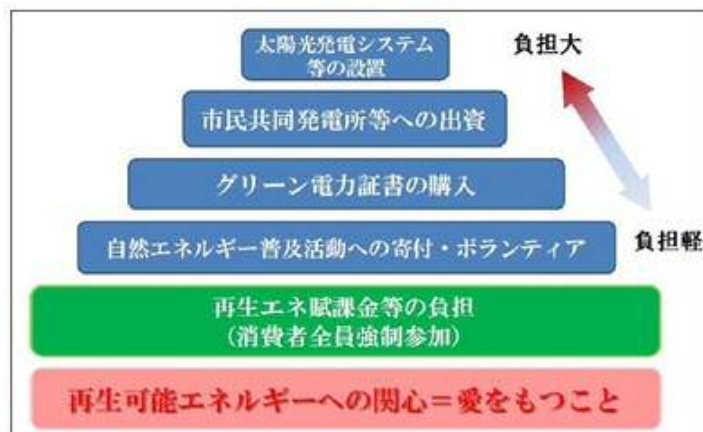 太陽光発電システム
等の設置
負担大
市民共同発電所等への出資
グリーン電力証書の購入
自然エネルギー普及活動への寄付・ボランティア
負担軽
再生エネ賦課金等の負担
（消費者全員強制参加）
再生可能エネルギーへの関心＝愛をもつこと